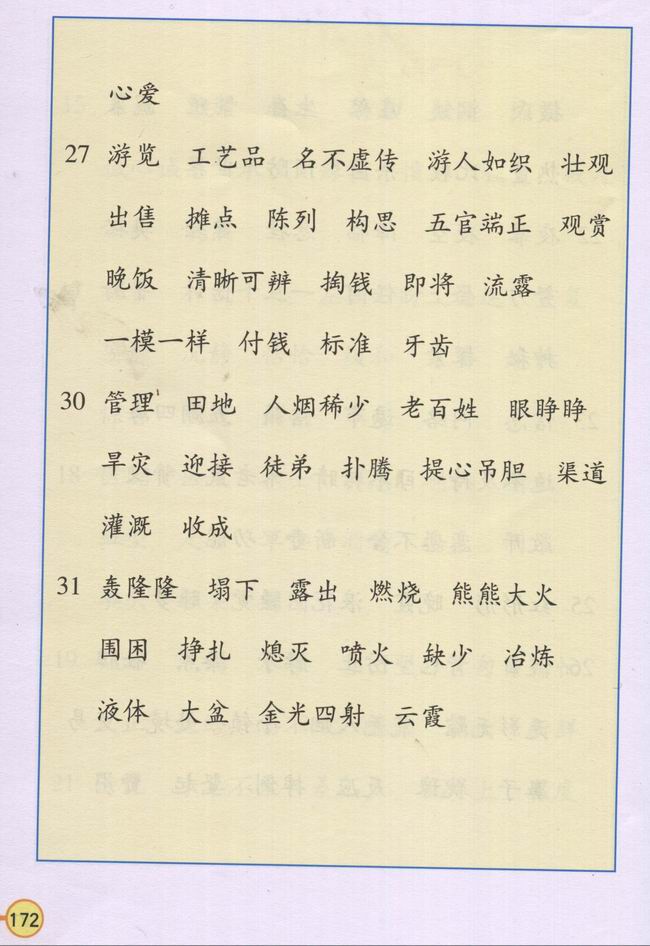 心爱
27 游览 工艺品 名不虚传 游人如织 壮观
出售 摊点 陈列 构思 五官端正 观赏
晚饭 清晰可辨 掏钱 即将 流露
一模一样 付钱 标准 牙齿
30 管理 田地 人烟稀少 老百姓 眼睁睁
旱灾 迎接 徒弟 扑腾 提心吊胆 渠道
灌溉 收成
31 轰隆隆 塌下 露出 燃烧 熊熊大火
围困 挣扎 熄灭 喷火 缺少 冶炼
液体 大盆 金光四射 云霞
172